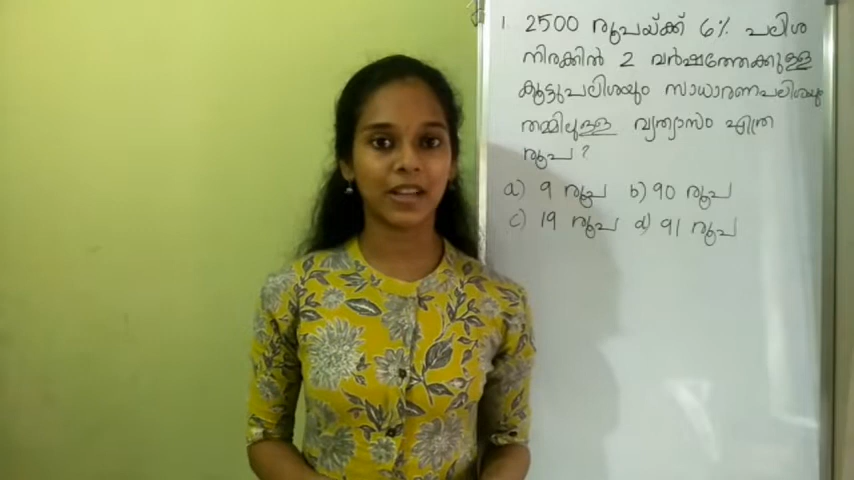 1 2500 രൂപയ്ക്ക് 6% പലിശ
നിരക്കിൽ 2 വർഷത്തേക്കുള്ള
കൂട്ടുപലിശയും സാധാരണപലിശയും
തമ്മിലുള്ള വ്യത്യാസം എത്ര
രൂപ?
a) 9 രൂപ b) 90 രൂപ
c) 19 രൂപ d) 91 രൂപ